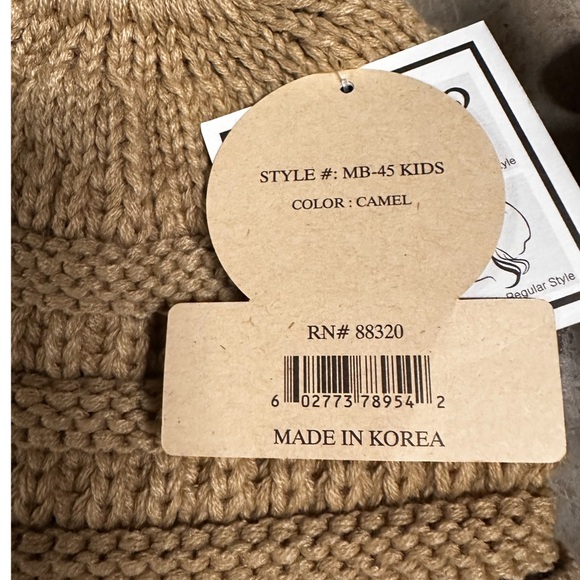 STYLE #: MB-45 KIDS
COLOR : CAMEL
Regular Style
RN# 88320
6 02773 78954 2
MADE IN KOREA